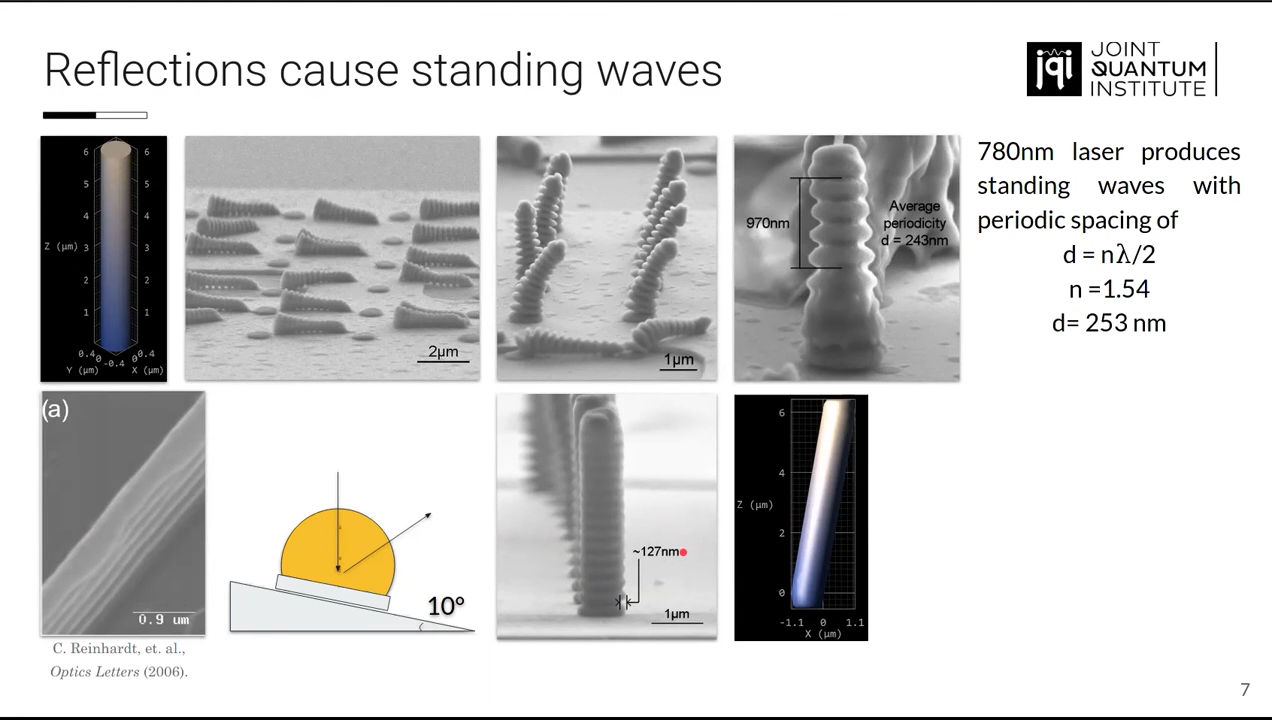 Reflections cause standing waves
jqi
JOINT
QUANTUM
INSTITUTE
6 6
5 5
4 4
Z (μm) 3 3
2 2
1 1
0.4 0 -0.4 0 0.4
Y (μm) X (μm)
2μm
1μm
970nm
Average
periodicity
d = 243nm
780nm laser produces
standing waves with
periodic spacing of
d = nλ/2
n =1.54
d= 253 nm
(a)
0.9 um
C. Reinhardt, et. al.,
Optics Letters (2006).
10°
~127nm
1μm
6
4
Z (μm)
2
0
-1.1 0 1.1
X (μm)
7